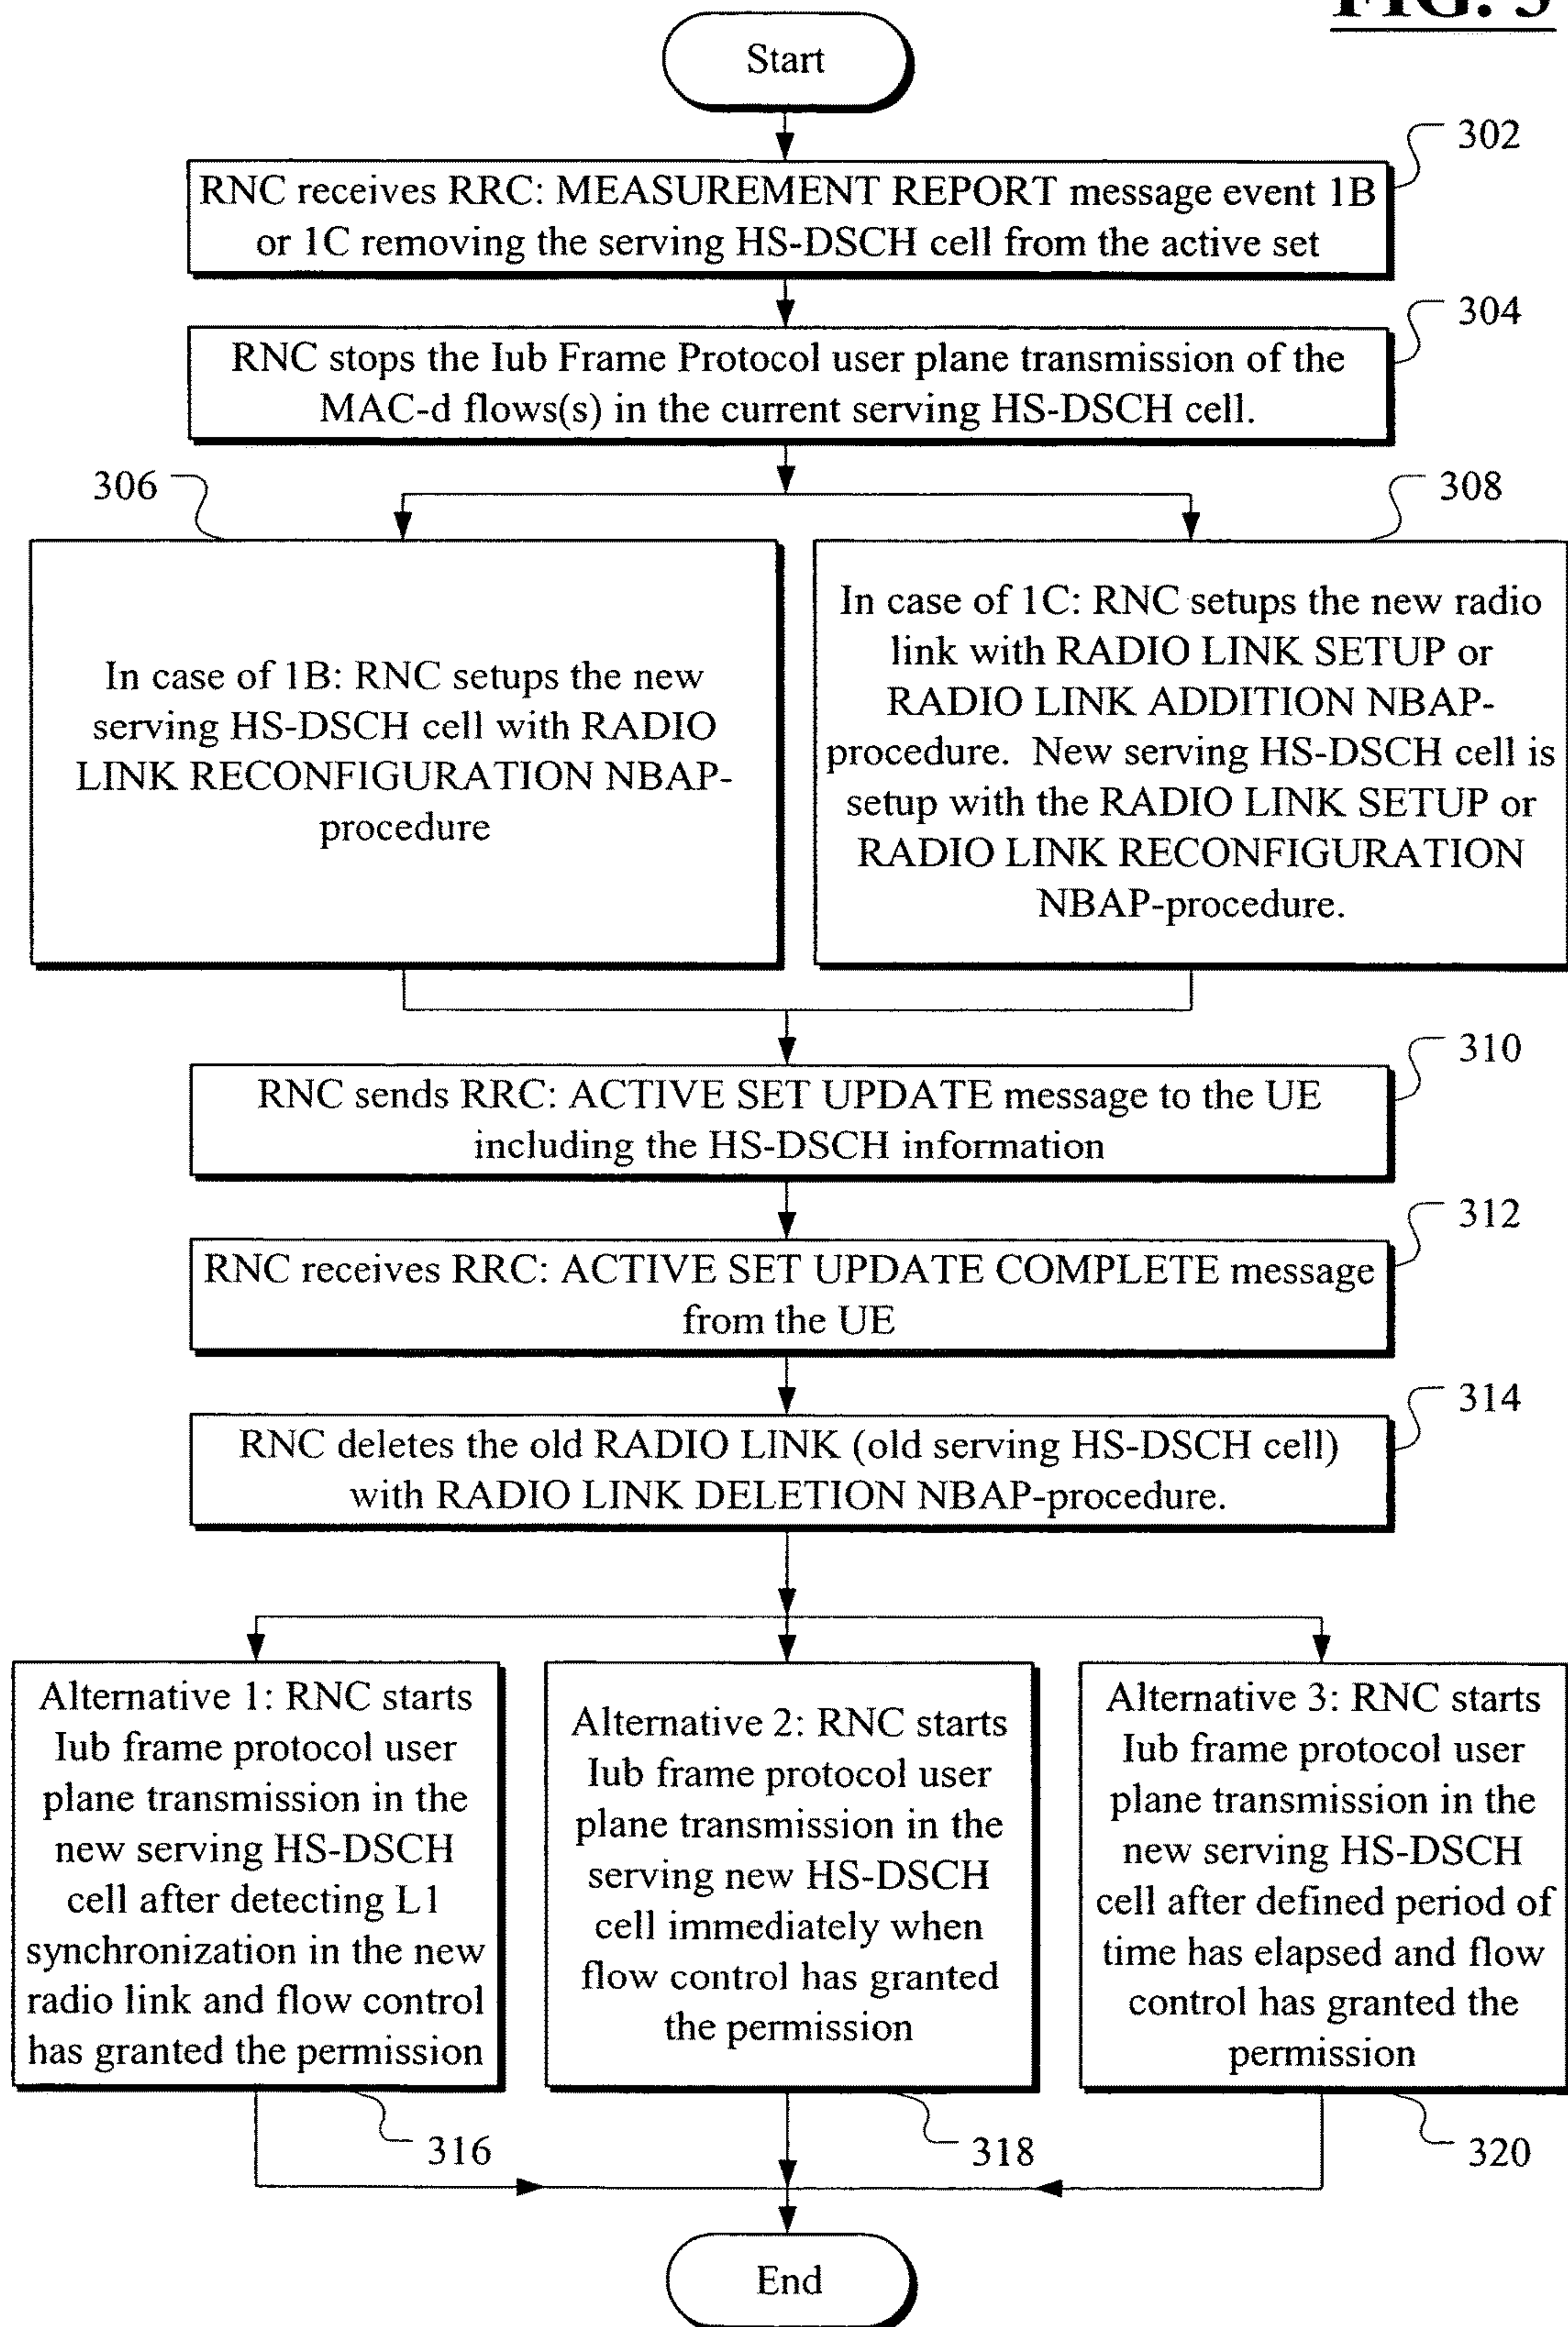 Start
302
RNC receives RRC: MEASUREMENT REPORT message event 1B
or 1C removing the serving HS-DSCH cell from the active set
304
RNC stops the Iub Frame Protocol user plane transmission of the
MAC-d flows(s) in the current serving HS-DSCH cell.
306
308
In case of 1B: RNC setups the new
serving HS-DSCH cell with RADIO
LINK RECONFIGURATION NBAP-
procedure
In case of 1C: RNC setups the new radio
link with RADIO LINK SETUP or
RADIO LINK ADDITION NBAP-
procedure. New serving HS-DSCH cell is
setup with the RADIO LINK SETUP or
RADIO LINK RECONFIGURATION
NBAP-procedure.
310
RNC sends RRC: ACTIVE SET UPDATE message to the UE
including the HS-DSCH information
312
RNC receives RRC: ACTIVE SET UPDATE COMPLETE message
from the UE
314
RNC deletes the old RADIO LINK (old serving HS-DSCH cell)
with RADIO LINK DELETION NBAP-procedure.
Alternative 1: RNC starts
Iub frame protocol user
plane transmission in the
new serving HS-DSCH
cell after detecting L1
synchronization in the new
radio link and flow control
has granted the permission
316
Alternative 2: RNC starts
Iub frame protocol user
plane transmission in the
serving new HS-DSCH
cell immediately when
flow control has granted
the permission
318
Alternative 3: RNC starts
Iub frame protocol user
plane transmission in the
new serving HS-DSCH
cell after defined period of
time has elapsed and flow
control has granted the
permission
320
End